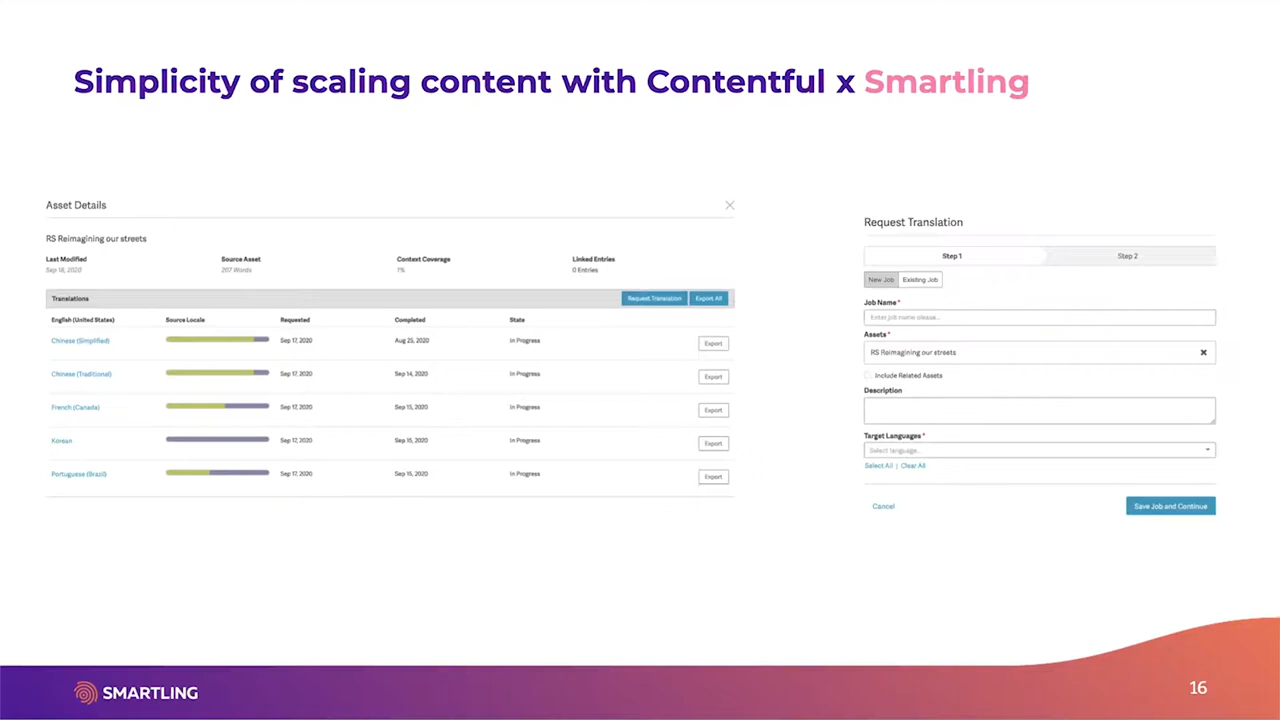 Simplicity of scaling content with Contentful x Smartling
Asset Details
RS Reimagining our streets
Last Modified Source Asset Context Coverage Linked Entries
Sep 18, 2020 207 Words 1% 0 Entries
Translations Request Translation Export All
English (United States) Source Locale Requested Completed State
Chinese (Simplified) Sep 17, 2020 Aug 25, 2020 In Progress Export
Chinese (Traditional) Sep 17, 2020 Sep 14, 2020 In Progress Export
French (Canada) Sep 17, 2020 Sep 15, 2020 In Progress Export
Korean Sep 17, 2020 Sep 16, 2020 In Progress Export
Portuguese (Brazil) Sep 17, 2020 Sep 15, 2020 In Progress Export
Request Translation
Step 1 Step 2
New Job Existing Job
Job Name*
Enter job name please...
Assets*
RS Reimagining our streets
Include Related Assets
Description
Target Languages*
Select language...
Select All | Clear All
Cancel Save Job and Continue
SMARTLING
16